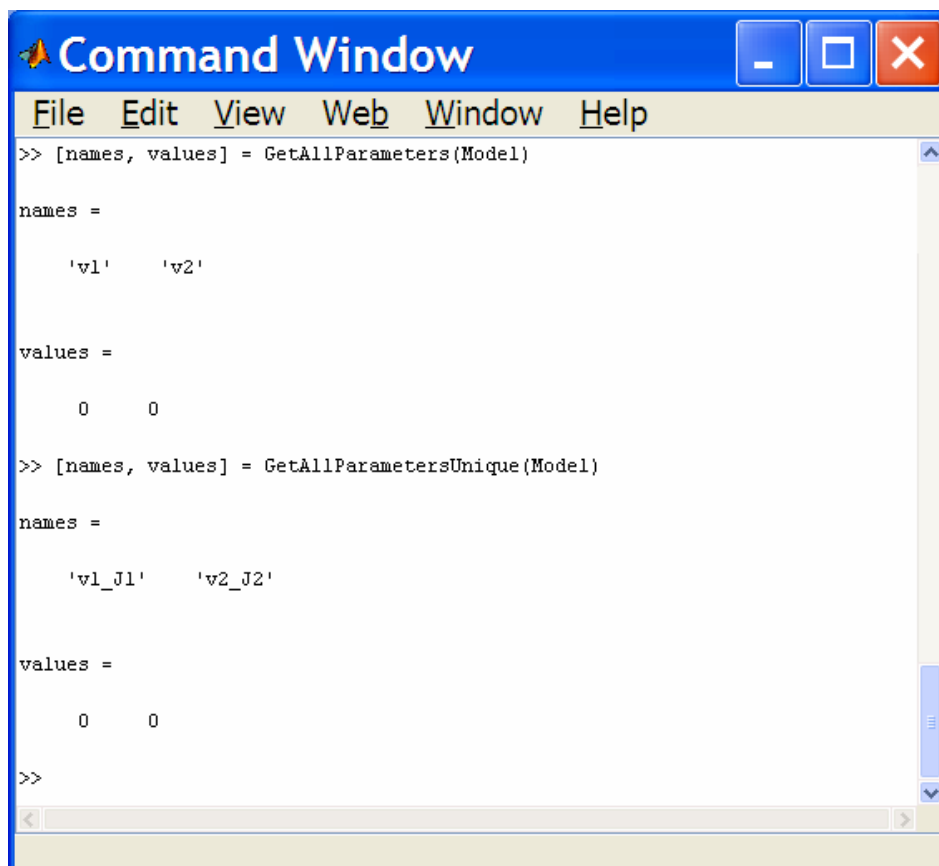 Command Window
File Edit View Web Window Help
>> [names, values] = GetAllParameters(Model)
names =
'v1' 'v2'
values =
0 0
>> [names, values] = GetAllParametersUnique(Model)
names =
'v1_J1' 'v2_J2'
values =
0 0
>>